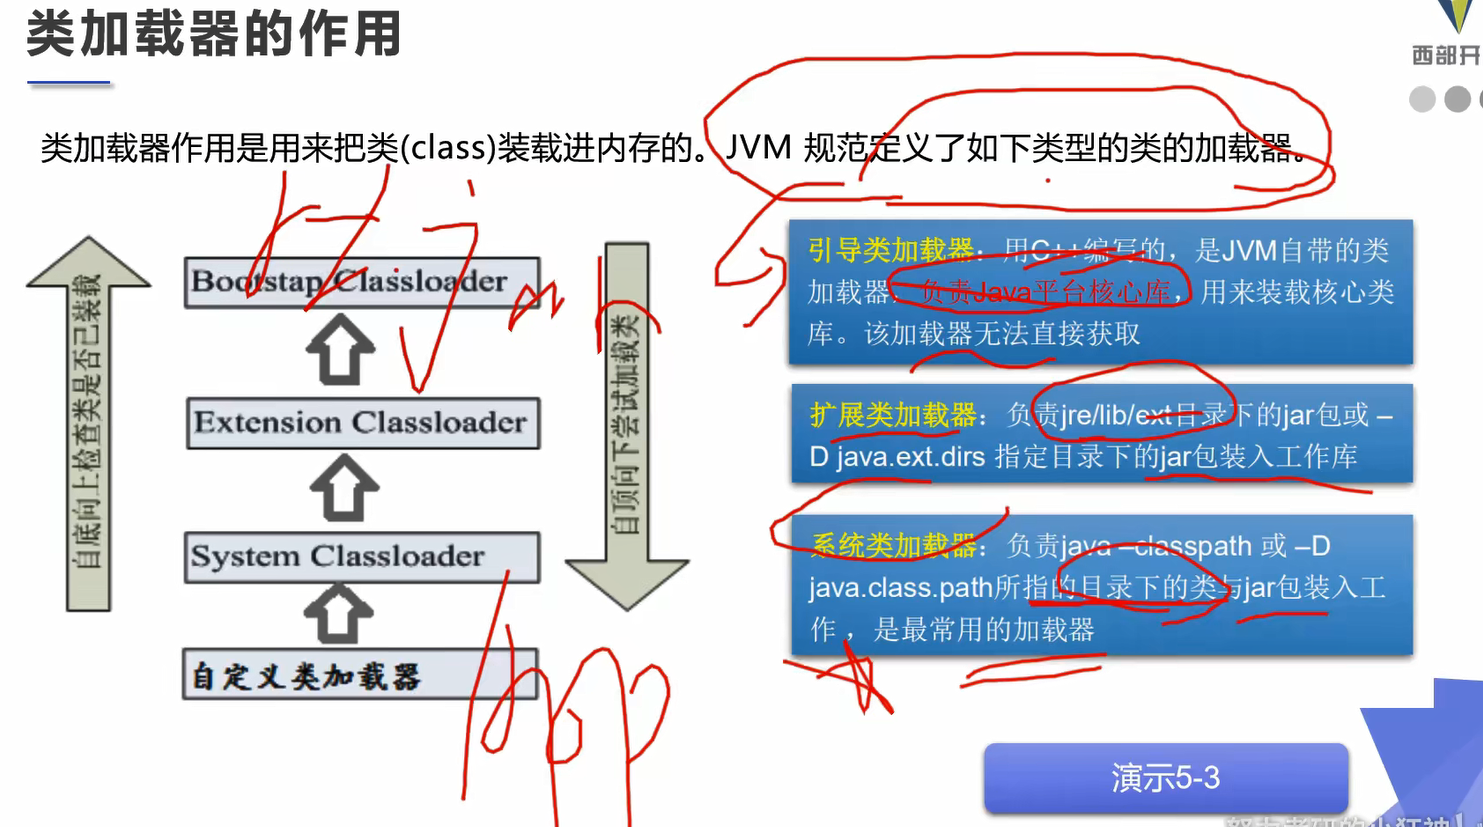 类加载器的作用
西部开
类加载器作用是用来把类(class)装载进内存的。JVM 规范定义了如下类型的类的加载器。
自底向上检查类是否已装载
Bootstap Classloader
Extension Classloader
System Classloader
自定义类加载器
自顶向下尝试加载类
App
引导类加载器：用C++编写的，是JVM自带的类
加载器，负责Java平台核心库，用来装载核心类
库。该加载器无法直接获取
扩展类加载器：负责jre/lib/ext目录下的jar包或 –
D java.ext.dirs 指定目录下的jar包装入工作库
系统类加载器：负责java –classpath 或 –D
java.class.path所指的目录下的类与jar包装入工
作 ，是最常用的加载器
演示5-3